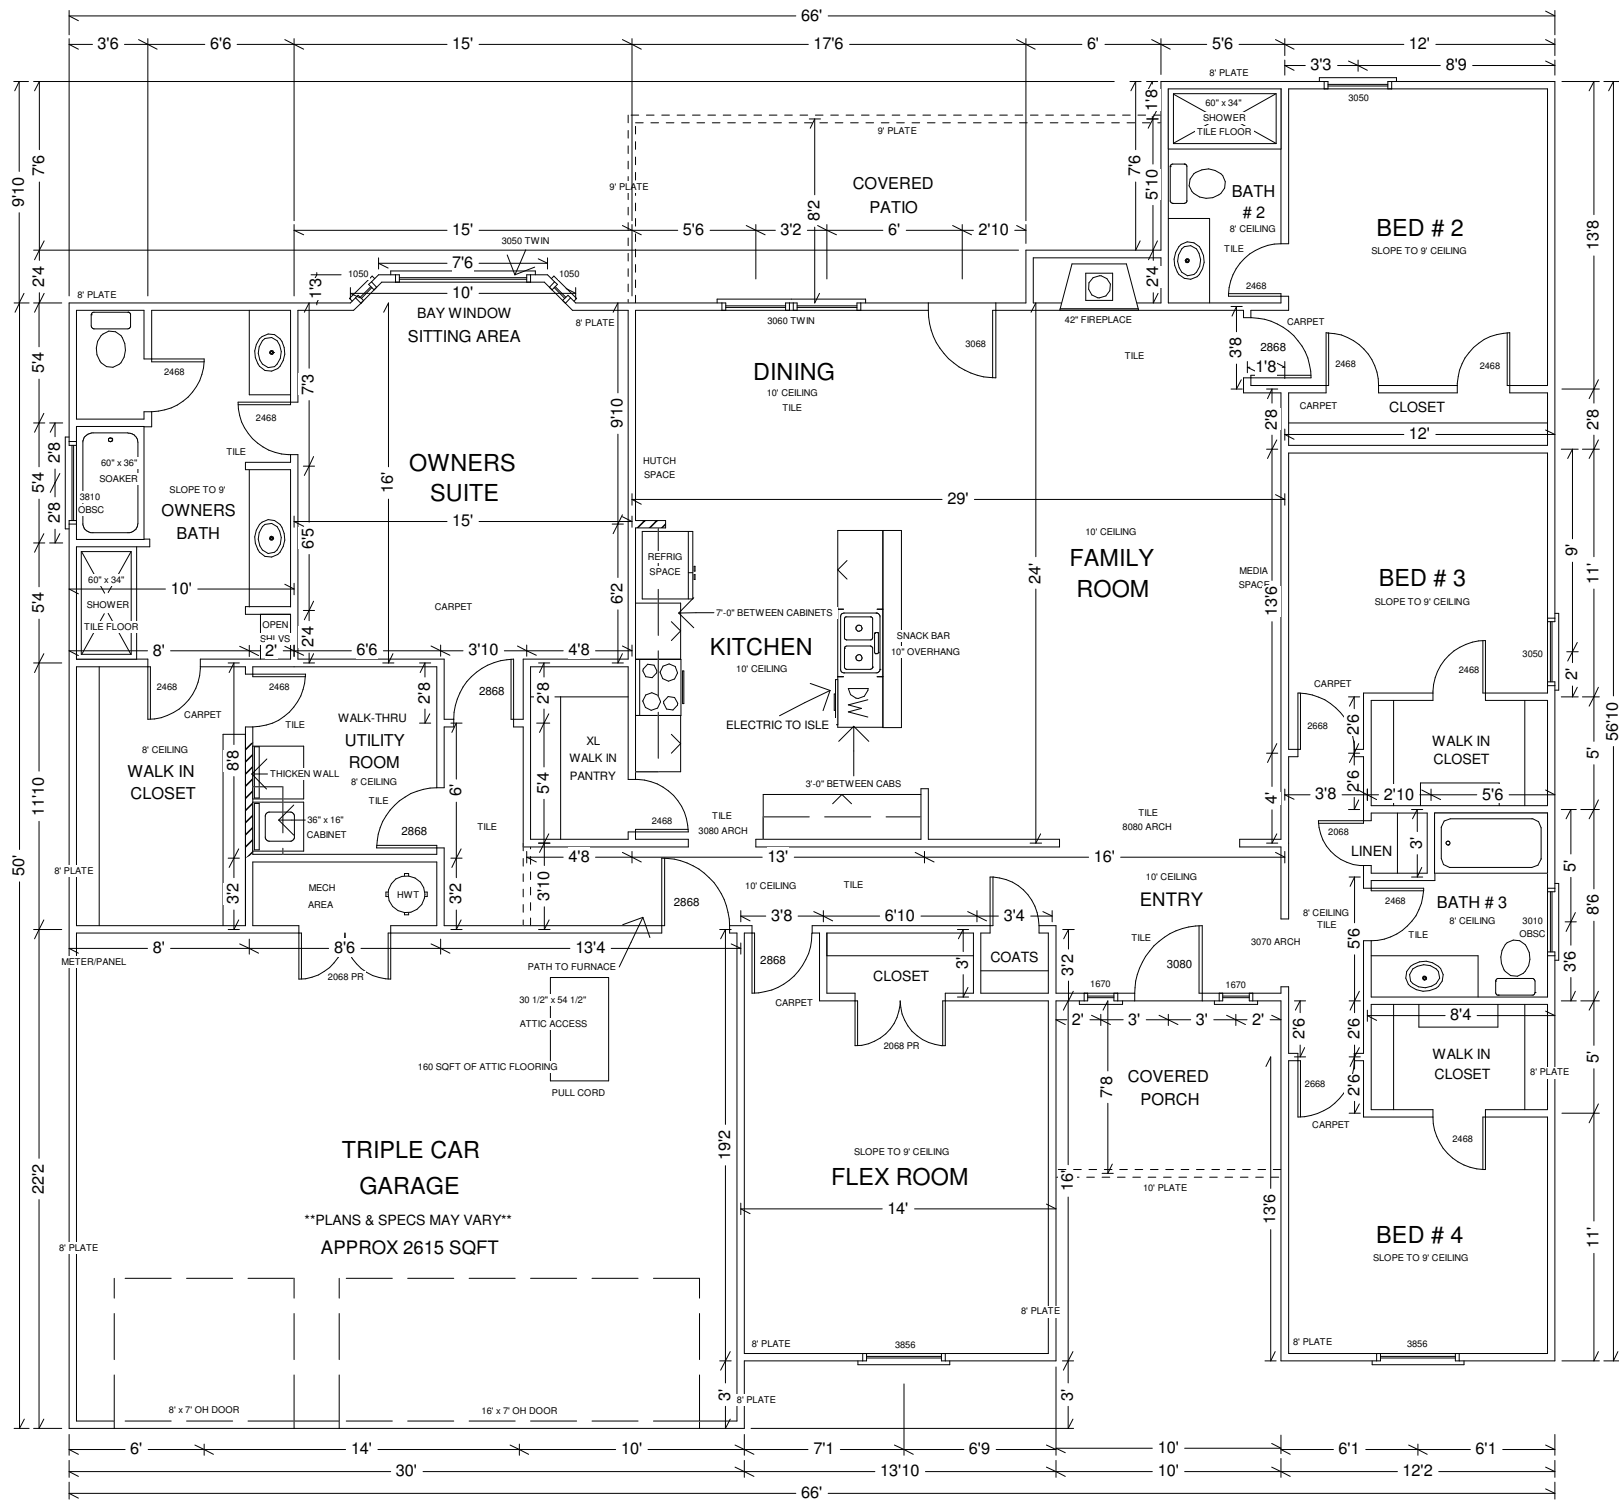 66'
3'6 6'6 15' 17'6 6' 5'6 12'
3'3 8'9
8' PLATE
3050
60" x 34"
SHOWER
TILE FLOOR
1'8
9' PLATE
7'6
9'10
7'6
5'10
8'2
COVERED
PATIO
9' PLATE
BATH
# 2
8' CEILING
TILE
BED # 2
SLOPE TO 9' CEILING
13'8
15' 5'6 3'2 6' 2'10
3050 TWIN
7'6
1050 1050
10'
1'3
2'4
2'4
2468
8' PLATE
BAY WINDOW
SITTING AREA
8' PLATE
3060 TWIN
42" FIREPLACE
CARPET
2868
3068
3'8
1'8
TILE
2468
2468
2468
5'4
7'3
DINING
10' CEILING
TILE
CARPET
CLOSET
2'8
2'8
12'
2468
TILE
9'10
2'8
5'4
2'8
60" x 36"
SOAKER
3810
OBSC
SLOPE TO 9'
OWNERS
BATH
16'
OWNERS
SUITE
HUTCH
SPACE
29'
15'
6'5
10' CEILING
FAMILY
ROOM
9'
11'
56'10
REFRIG
SPACE
MEDIA
SPACE
24'
13'6
BED # 3
SLOPE TO 9' CEILING
60" x 34"
SHOWER
TILE FLOOR
10'
5'4
6'2
CARPET
7'-0" BETWEEN CABINETS
KITCHEN
10' CEILING
SNACK BAR
10" OVERHANG
OPEN
SHLVS
2'4
8' 2' 6'6 3'10 4'8
3050
2'
2468
2468
CARPET
2468
TILE
2868
2'8
2'8
DW
ELECTRIC TO ISLE
CARPET
2668
2'6
WALK IN
CLOSET
5'
WALK-THRU
UTILITY
ROOM
8' CEILING
TILE
8' CEILING
WALK IN
CLOSET
8'8
THICKEN WALL
XL
WALK IN
PANTRY
6'
5'4
3'-0" BETWEEN CABS
4'
2'6
3'8 2'10 5'6
11'10
50'
36" x 16"
CABINET
2868
TILE
2468
TILE
3080 ARCH
TILE
8080 ARCH
2068
LINEN
3'
5'
4'8 13' 16'
8' PLATE
3'2
MECH
AREA
HWT
3'2
3'10
2868
10' CEILING
TILE
10' CEILING
ENTRY
2468
BATH # 3
8' CEILING
8' CEILING
TILE
5'6
TILE
3010
OBSC
8'6
3'6
3'8 6'10 3'4
8' 8'6 13'4
METER/PANEL
2068 PR
PATH TO FURNACE
2868
CARPET
CLOSET
3'
COATS
3'2
TILE
3080
3070 ARCH
1670 1670
30 1/2" x 54 1/2"
ATTIC ACCESS
2068 PR
2' 3' 3' 2'
2'6
2'6
8'4
160 SQFT OF ATTIC FLOORING
PULL CORD
7'8
COVERED
PORCH
WALK IN
CLOSET
8' PLATE
5'
2668
2'6
CARPET
2468
22'2
TRIPLE CAR
GARAGE
19'2
SLOPE TO 9' CEILING
FLEX ROOM
14'
16'
10' PLATE
13'6
**PLANS & SPECS MAY VARY**
APPROX 2615 SQFT
8' PLATE
BED # 4
SLOPE TO 9' CEILING
11'
8' PLATE
8' PLATE
3856
8' PLATE
3856
3'
8' PLATE
3'
8' x 7' OH DOOR
16' x 7' OH DOOR
6' 14' 10' 7'1 6'9 10' 6'1 6'1
30' 13'10 10' 12'2
66'